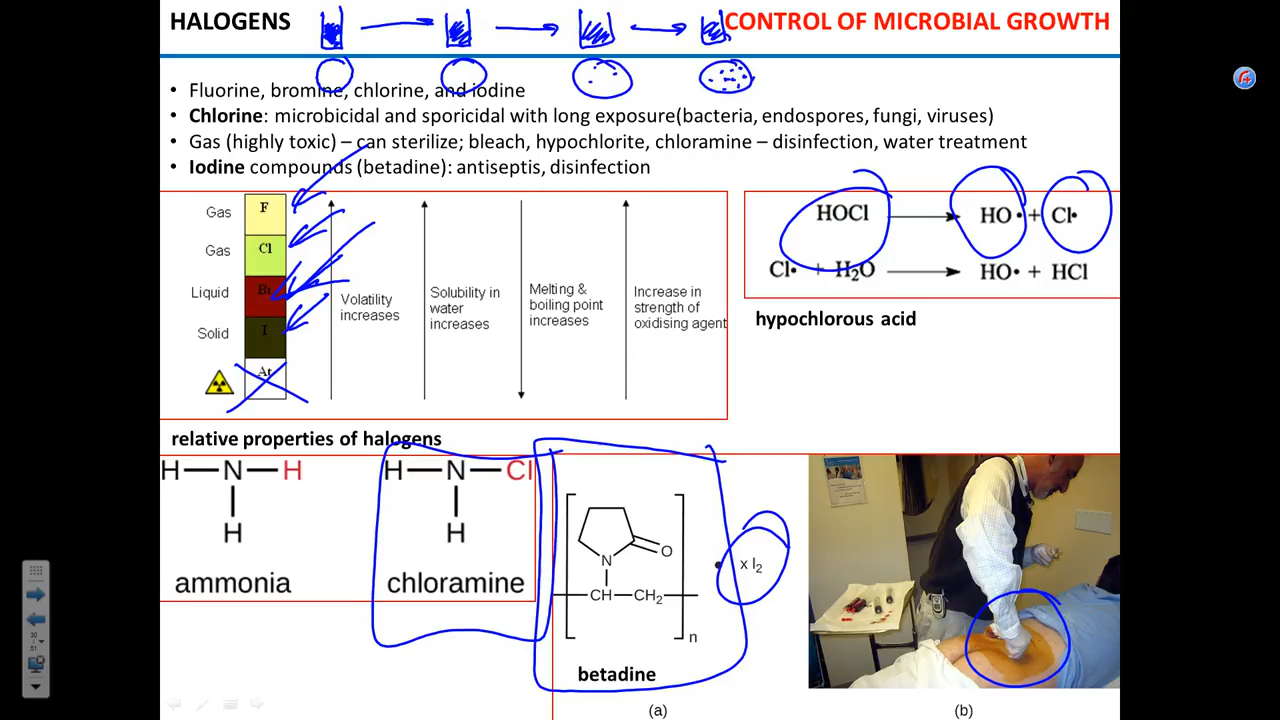 HALOGENS
CONTROL OF MICROBIAL GROWTH
• Fluorine, bromine, chlorine, and iodine
• Chlorine: microbicidal and sporicidal with long exposure(bacteria, endospores, fungi, viruses)
• Gas (highly toxic) – can sterilize; bleach, hypochlorite, chloramine – disinfection, water treatment
• Iodine compounds (betadine): antiseptis, disinfection
Gas F
Gas Cl
Liquid Br
Solid I
At
Volatility
increases
Solubility in
water
increases
Melting &
boiling point
increases
Increase in
strength of
oxidising agent
relative properties of halogens
HOCl HO• + Cl•
Cl• + H₂O HO• + HCl
hypochlorous acid
H N H
H
ammonia
H N Cl
H
chloramine
N O
CH CH₂
n
• x I₂
betadine
(a)
(b)
30 /
51